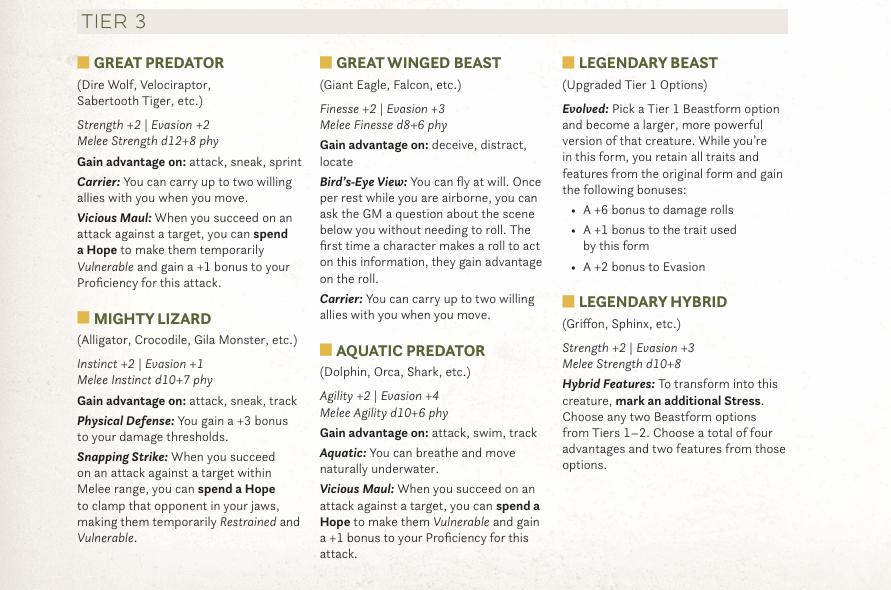 TIER 3
GREAT PREDATOR
(Dire Wolf, Velociraptor,
Sabertooth Tiger, etc.)
Strength +2 | Evasion +2
Melee Strength d12+8 phy
Gain advantage on: attack, sneak, sprint
Carrier: You can carry up to two willing
allies with you when you move.
Vicious Maul: When you succeed on an
attack against a target, you can spend
a Hope to make them temporarily
Vulnerable and gain a +1 bonus to your
Proficiency for this attack.
MIGHTY LIZARD
(Alligator, Crocodile, Gila Monster, etc.)
Instinct +2 | Evasion +1
Melee Instinct d10+7 phy
Gain advantage on: attack, sneak, track
Physical Defense: You gain a +3 bonus
to your damage thresholds.
Snapping Strike: When you succeed
on an attack against a target within
Melee range, you can spend a Hope
to clamp that opponent in your jaws,
making them temporarily Restrained and
Vulnerable.
GREAT WINGED BEAST
(Giant Eagle, Falcon, etc.)
Finesse +2 | Evasion +3
Melee Finesse d8+6 phy
Gain advantage on: deceive, distract,
locate
Bird's-Eye View: You can fly at will. Once
per rest while you are airborne, you can
ask the GM a question about the scene
below you without needing to roll. The
first time a character makes a roll to act
on this information, they gain advantage
on the roll.
Carrier: You can carry up to two willing
allies with you when you move.
AQUATIC PREDATOR
(Dolphin, Orca, Shark, etc.)
Agility +2 | Evasion +4
Melee Agility d10+6 phy
Gain advantage on: attack, swim, track
Aquatic: You can breathe and move
naturally underwater.
Vicious Maul: When you succeed on an
attack against a target, you can spend a
Hope to make them Vulnerable and gain
a +1 bonus to your Proficiency for this
attack.
LEGENDARY BEAST
(Upgraded Tier 1 Options)
Evolved: Pick a Tier 1 Beastform option
and become a larger, more powerful
version of that creature. While you're
in this form, you retain all traits and
features from the original form and gain
the following bonuses:
• A +6 bonus to damage rolls
• A +1 bonus to the trait used
by this form
• A +2 bonus to Evasion
LEGENDARY HYBRID
(Griffon, Sphinx, etc.)
Strength +2 | Evasion +3
Melee Strength d10+8
Hybrid Features: To transform into this
creature, mark an additional Stress.
Choose any two Beastform options
from Tiers 1–2. Choose a total of four
advantages and two features from those
options.